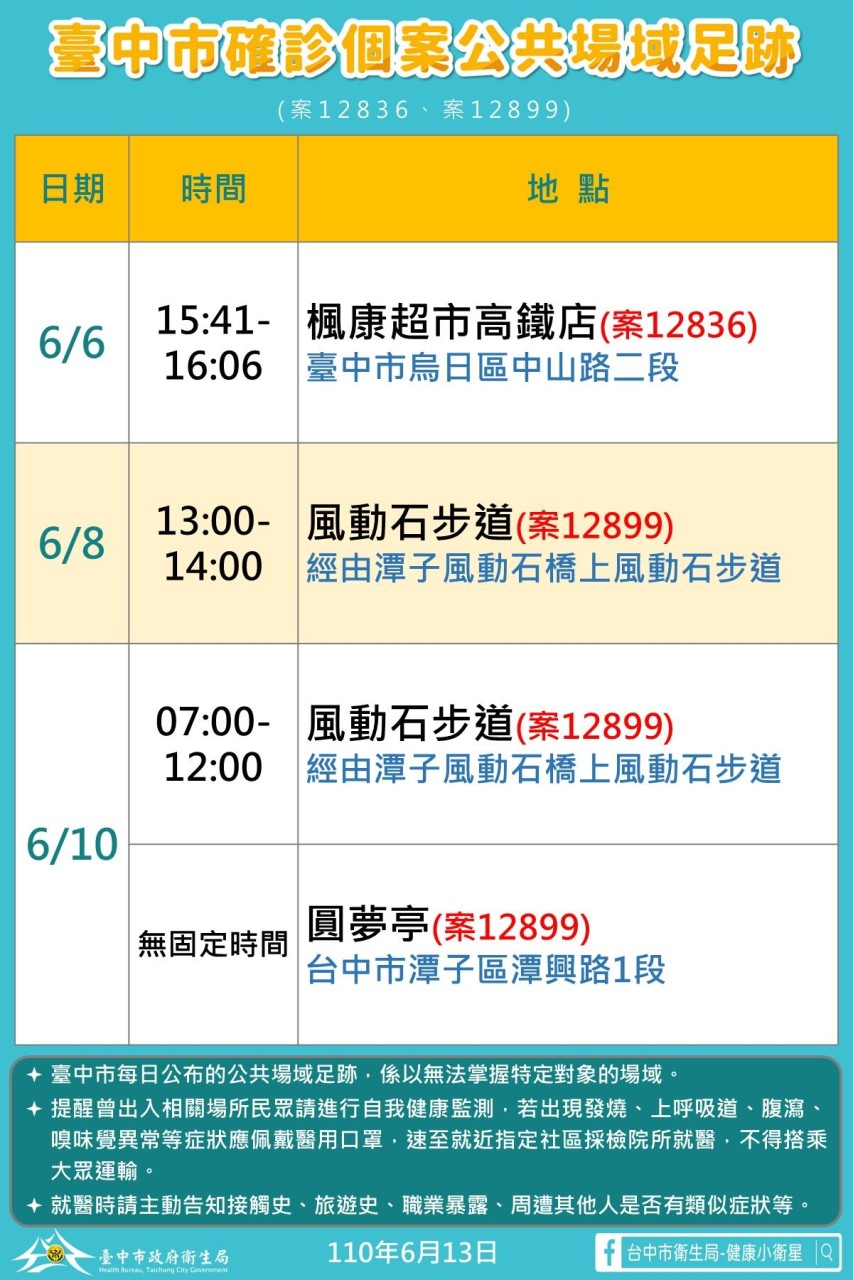 臺中市確診個案公共場域足跡
(案12836、案12899)
日期 時間 地 點
6/6
15:41-
16:06
楓康超市高鐵店(案12836)
臺中市烏日區中山路二段
6/8
13:00-
14:00
風動石步道(案12899)
經由潭子風動石橋上風動石步道
6/10
07:00-
12:00
風動石步道(案12899)
經由潭子風動石橋上風動石步道
無固定時間
圓夢亭(案12899)
台中市潭子區潭興路1段
臺中市每日公布的公共場域足跡，係以無法掌握特定對象的場域。
提醒曾出入相關場所民眾請進行自我健康監測，若出現發燒、上呼吸道、腹瀉、
嗅味覺異常等症狀應佩戴醫用口罩，速至就近指定社區採檢院所就醫，不得搭乘
大眾運輸。
就醫時請主動告知接觸史、旅遊史、職業暴露、周遭其他人是否有類似症狀等。
臺中市政府衛生局
Health Bureau, Taichung City Government
110年6月13日
台中市衛生局-健康小衛星